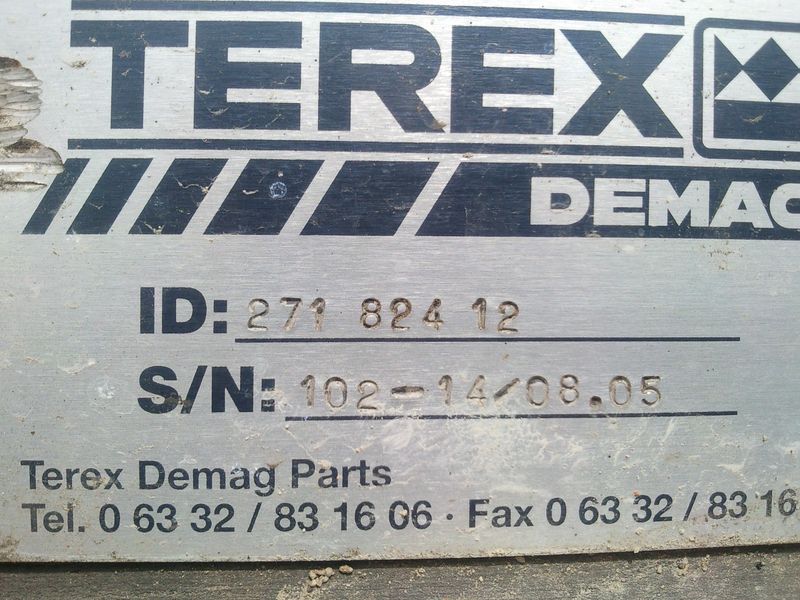 TEREX
DEMAG
ID: 271 824 12
S/N: 102-14/08.05
Terex Demag Parts
Tel. 0 63 32 / 83 16 06 · Fax 0 63 32 / 83 16